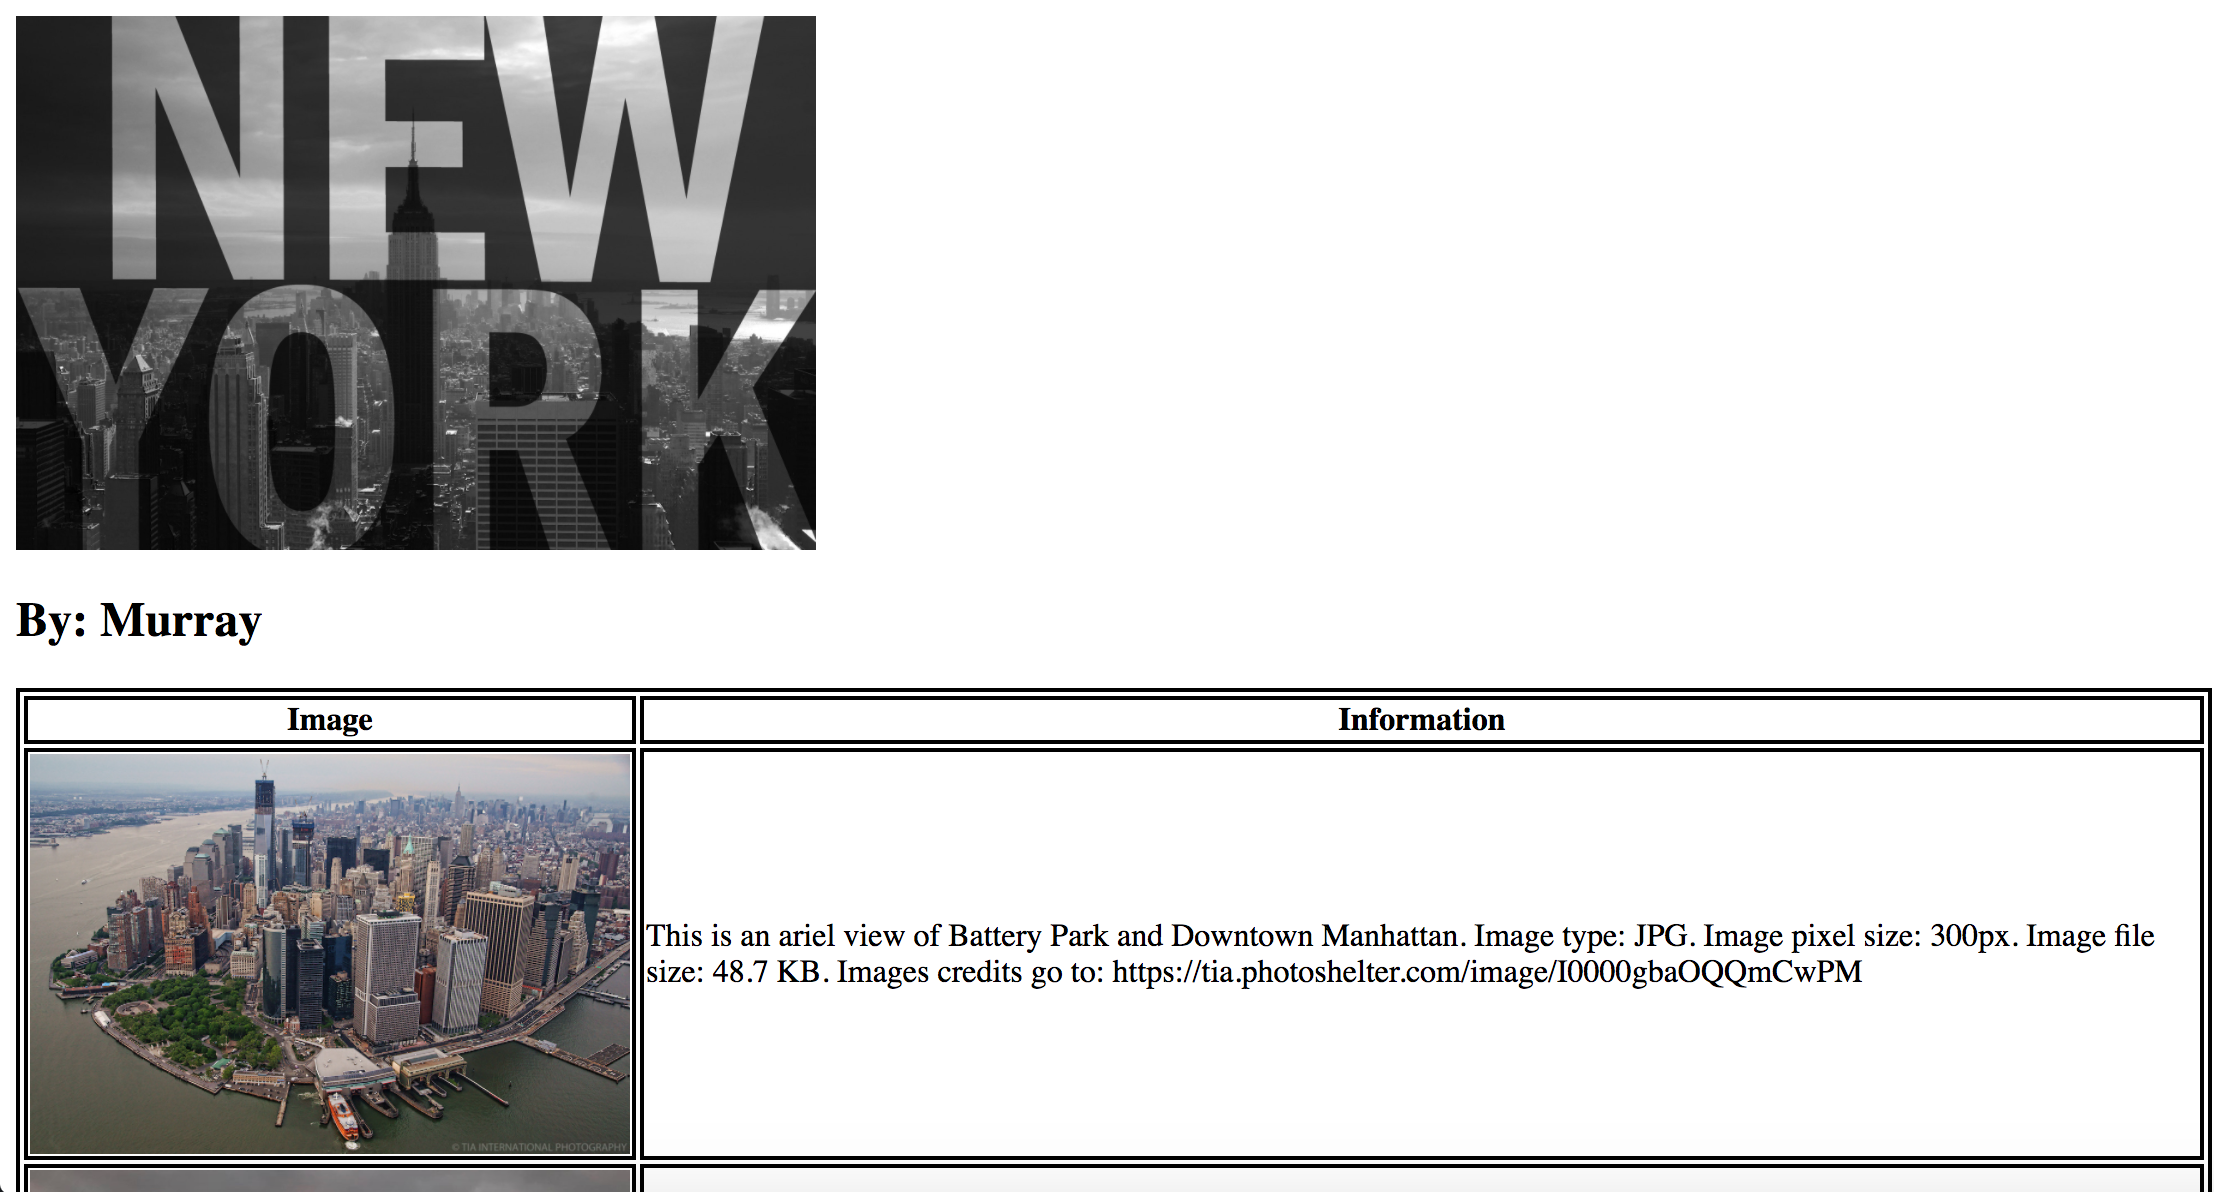 NEW
YORK
By: Murray
Image
Information
This is an ariel view of Battery Park and Downtown Manhattan. Image type: JPG. Image pixel size: 300px. Image file
size: 48.7 KB. Images credits go to: https://tia.photoshelter.com/image/I0000gbaOQQmCwPM
© TIA INTERNATIONAL PHOTOGRAPHY